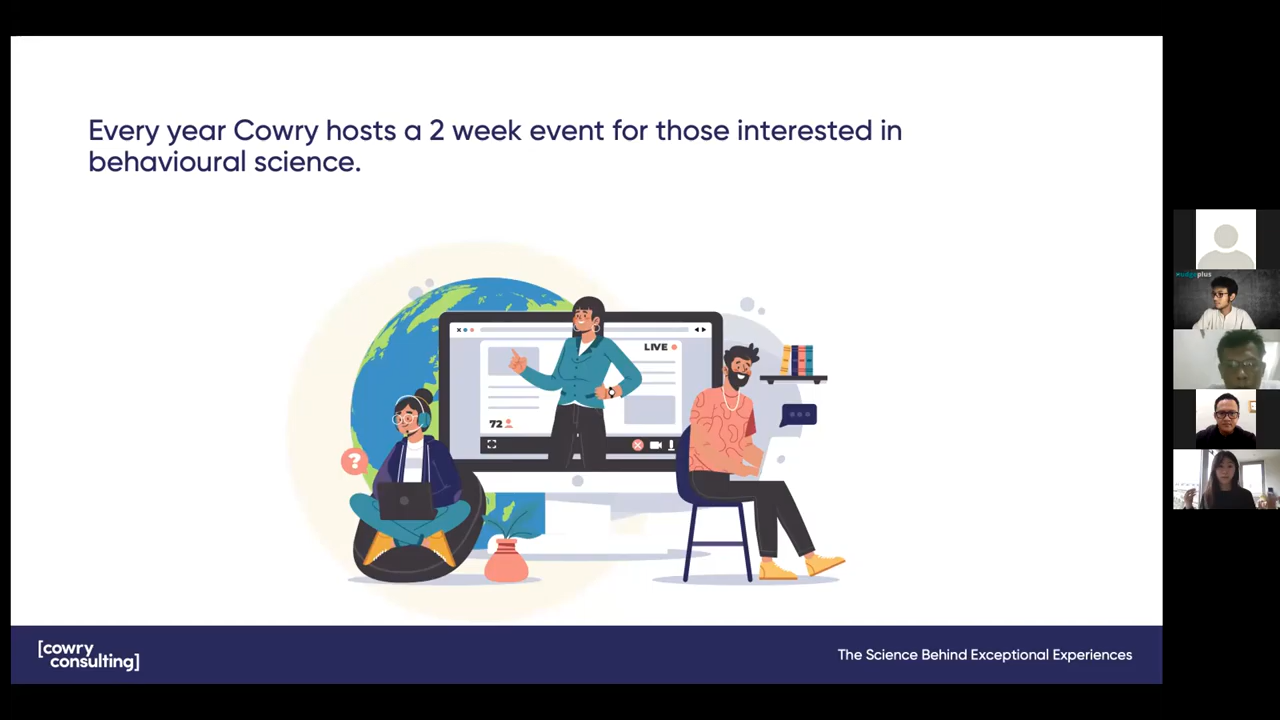 Every year Cowry hosts a 2 week event for those interested in
behavioural science.
LIVE
72
?
[cowry
consulting]
The Science Behind Exceptional Experiences